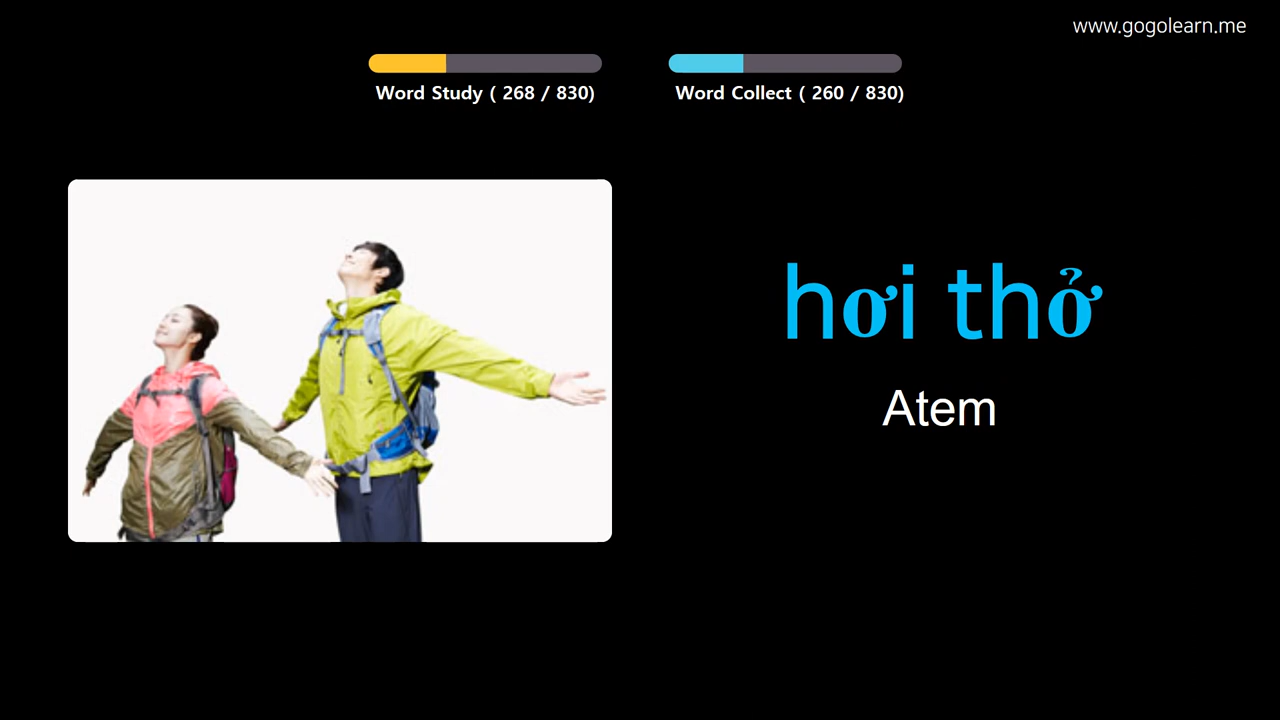 www.gogolearn.me
Word Study ( 268 / 830)
Word Collect ( 260 / 830)
hơi thở
Atem